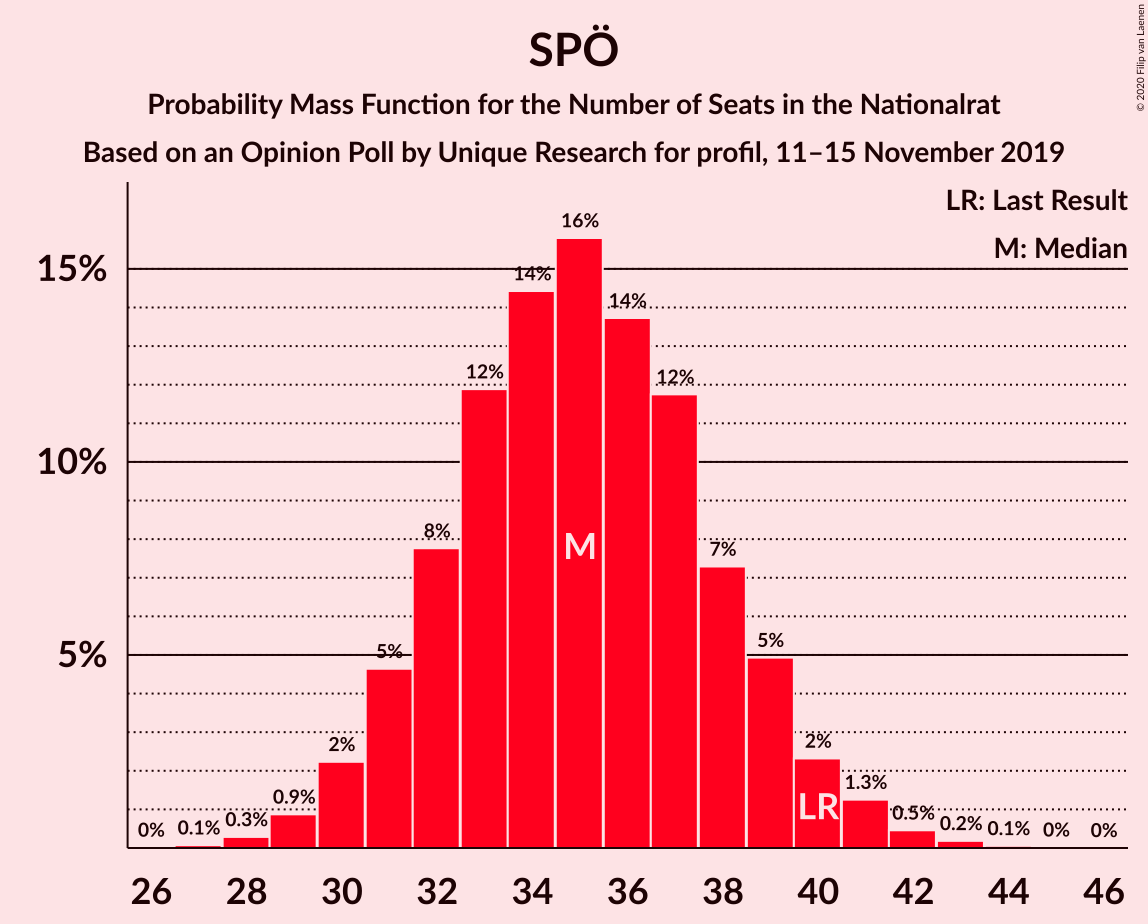 SPÖ
Probability Mass Function for the Number of Seats in the Nationalrat
Based on an Opinion Poll by Unique Research for profil, 11–15 November 2019
© 2020 Filip van Laenen
LR: Last Result
M: Median
15%
10%
5%
0%
0.1%
0.3%
0.9%
2%
5%
8%
12%
14%
16%
14%
12%
7%
5%
2%
1.3%
0.5%
0.2%
0.1%
0%
0%
M
LR
26 28 30 32 34 36 38 40 42 44 46